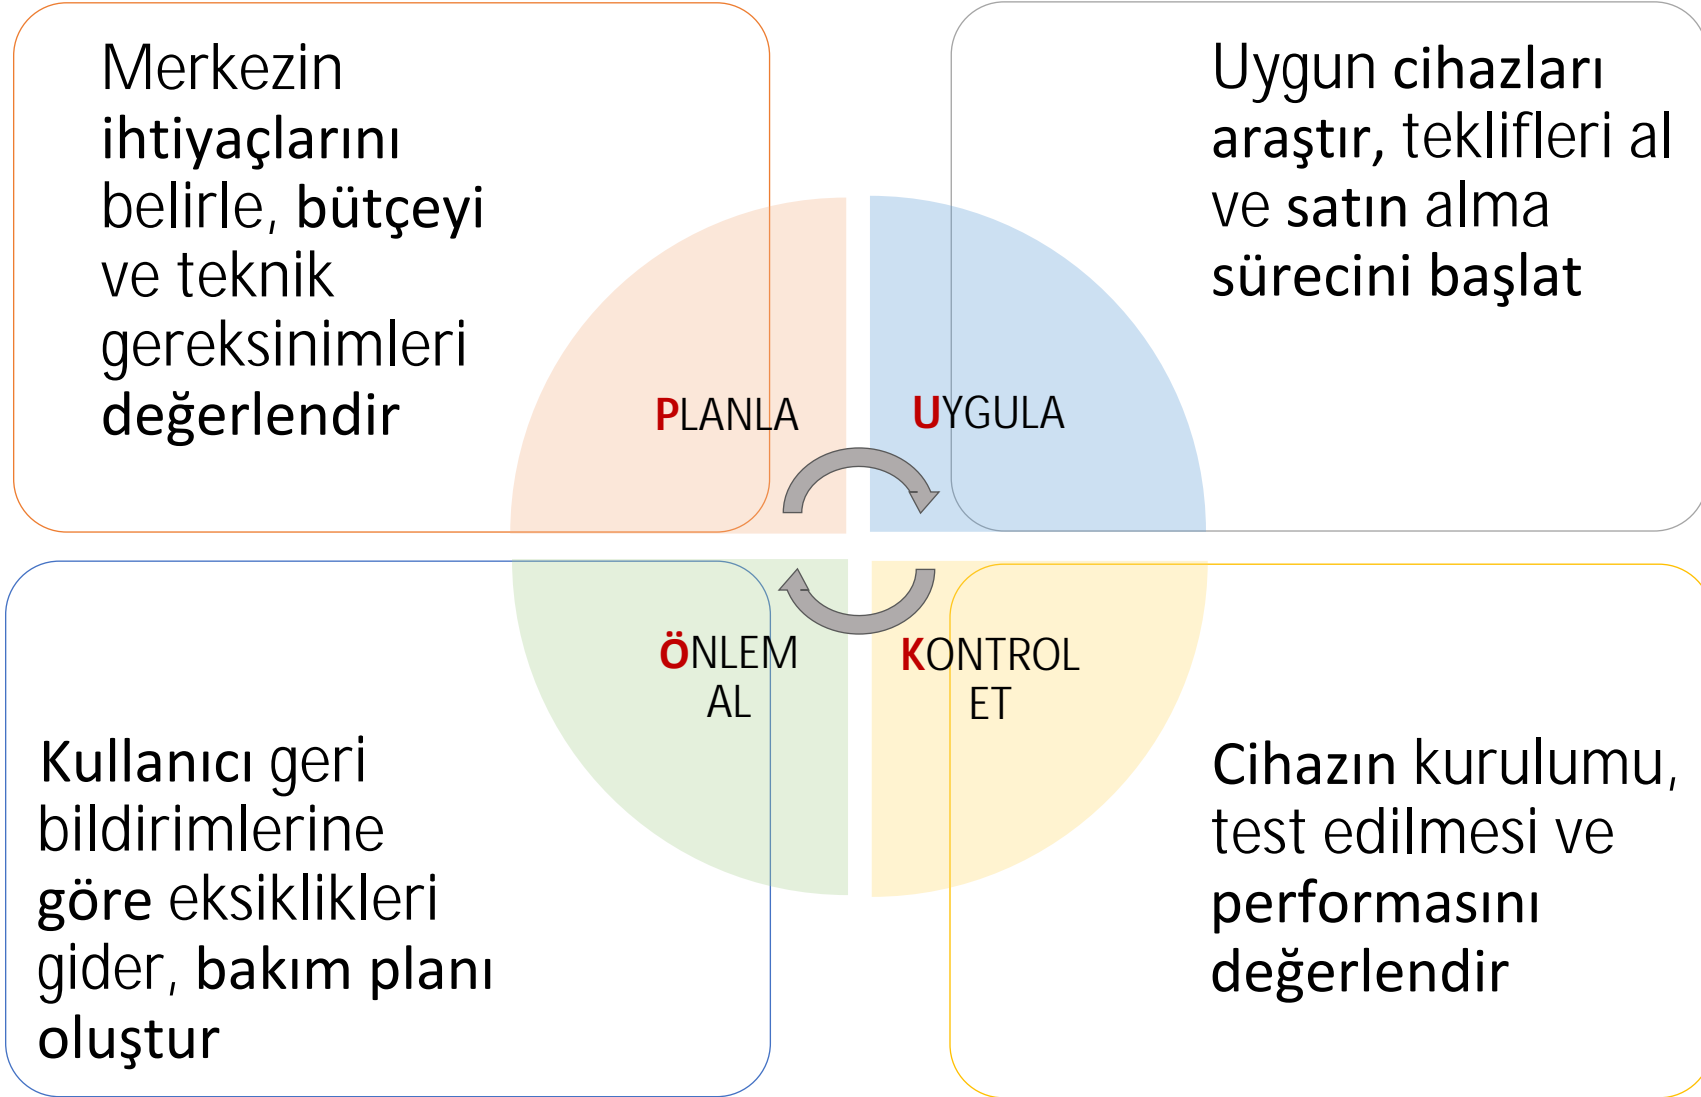 Merkezin
ihtiyaçlarını
belirle, bütçeyi
ve teknik
gereksinimleri
değerlendir
Uygun cihazları
araştır, teklifleri al
ve satın alma
sürecini başlat
PLANLA
UYGULA
ÖNLEM
AL
KONTROL
ET
Kullanıcı geri
bildirimlerine
göre eksiklikleri
gider, bakım planı
oluştur
Cihazın kurulumu,
test edilmesi ve
performasını
değerlendir